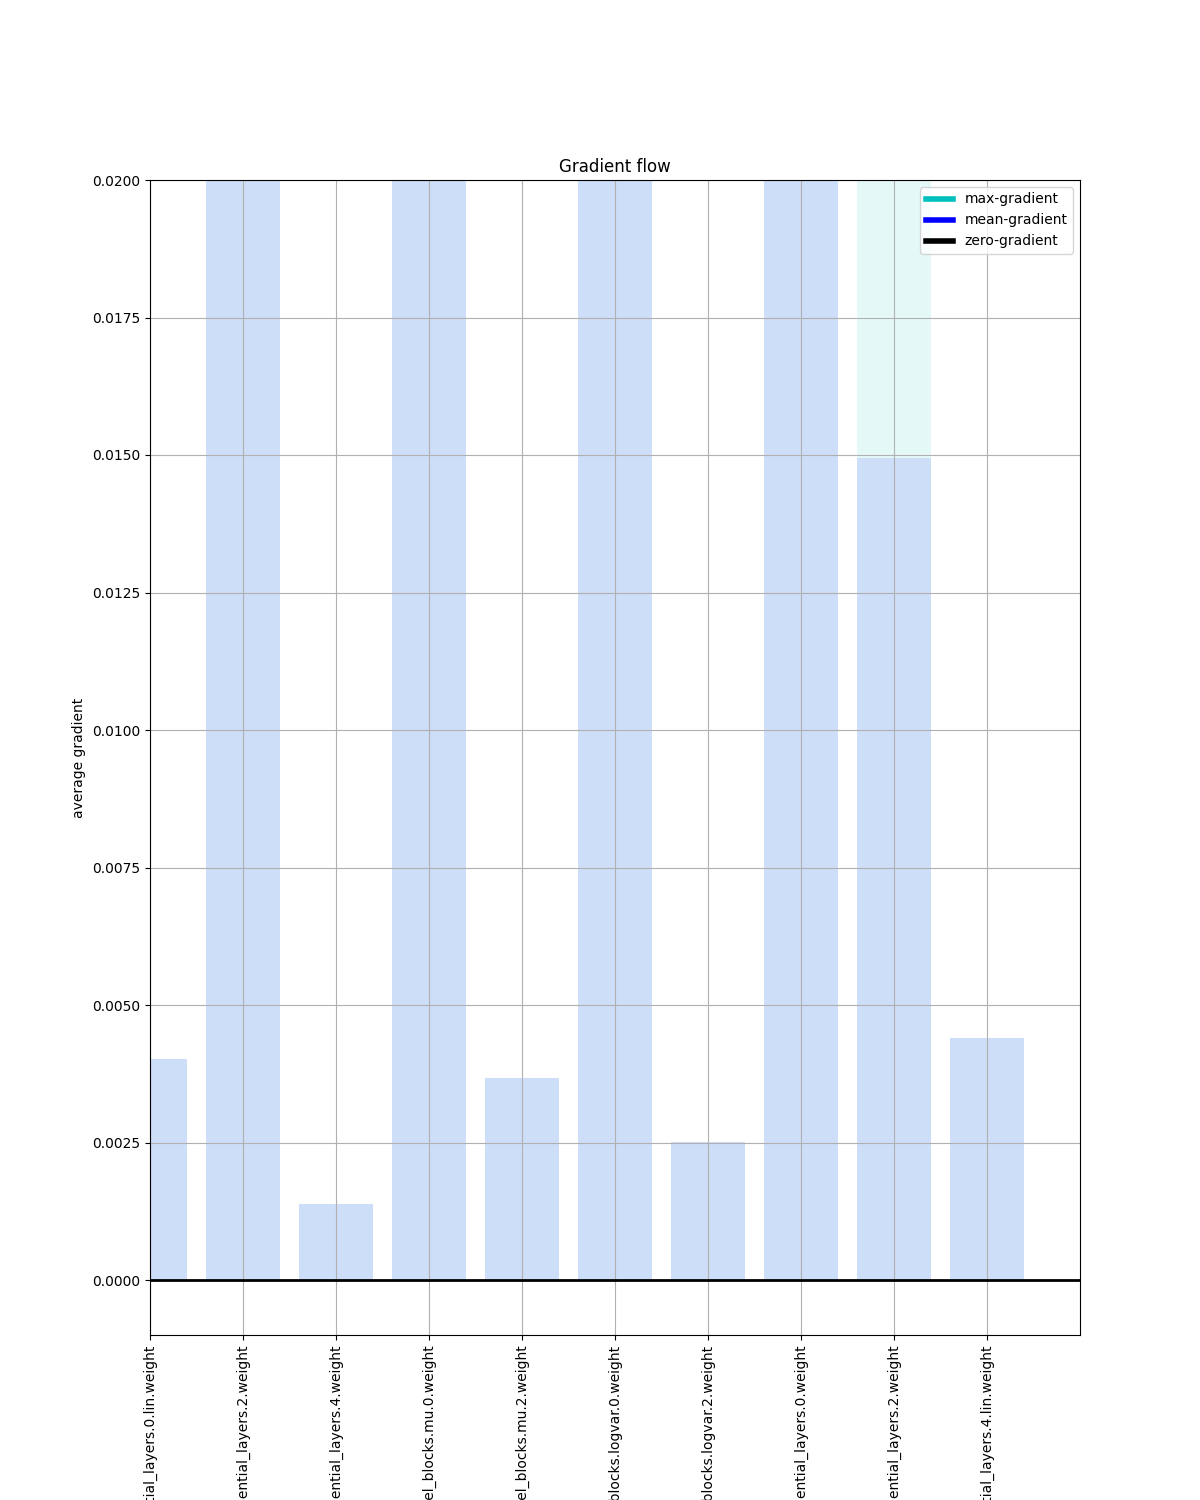 Gradient flow
max-gradient
mean-gradient
zero-gradient
0.0200
0.0175
0.0150
0.0125
0.0100
0.0075
0.0050
0.0025
0.0000
average gradient
tial_layers.0.lin.weight
ential_layers.2.weight
ential_layers.4.weight
el_blocks.mu.0.weight
el_blocks.mu.2.weight
blocks.logvar.0.weight
blocks.logvar.2.weight
ential_layers.0.weight
ential_layers.2.weight
tial_layers.4.lin.weight